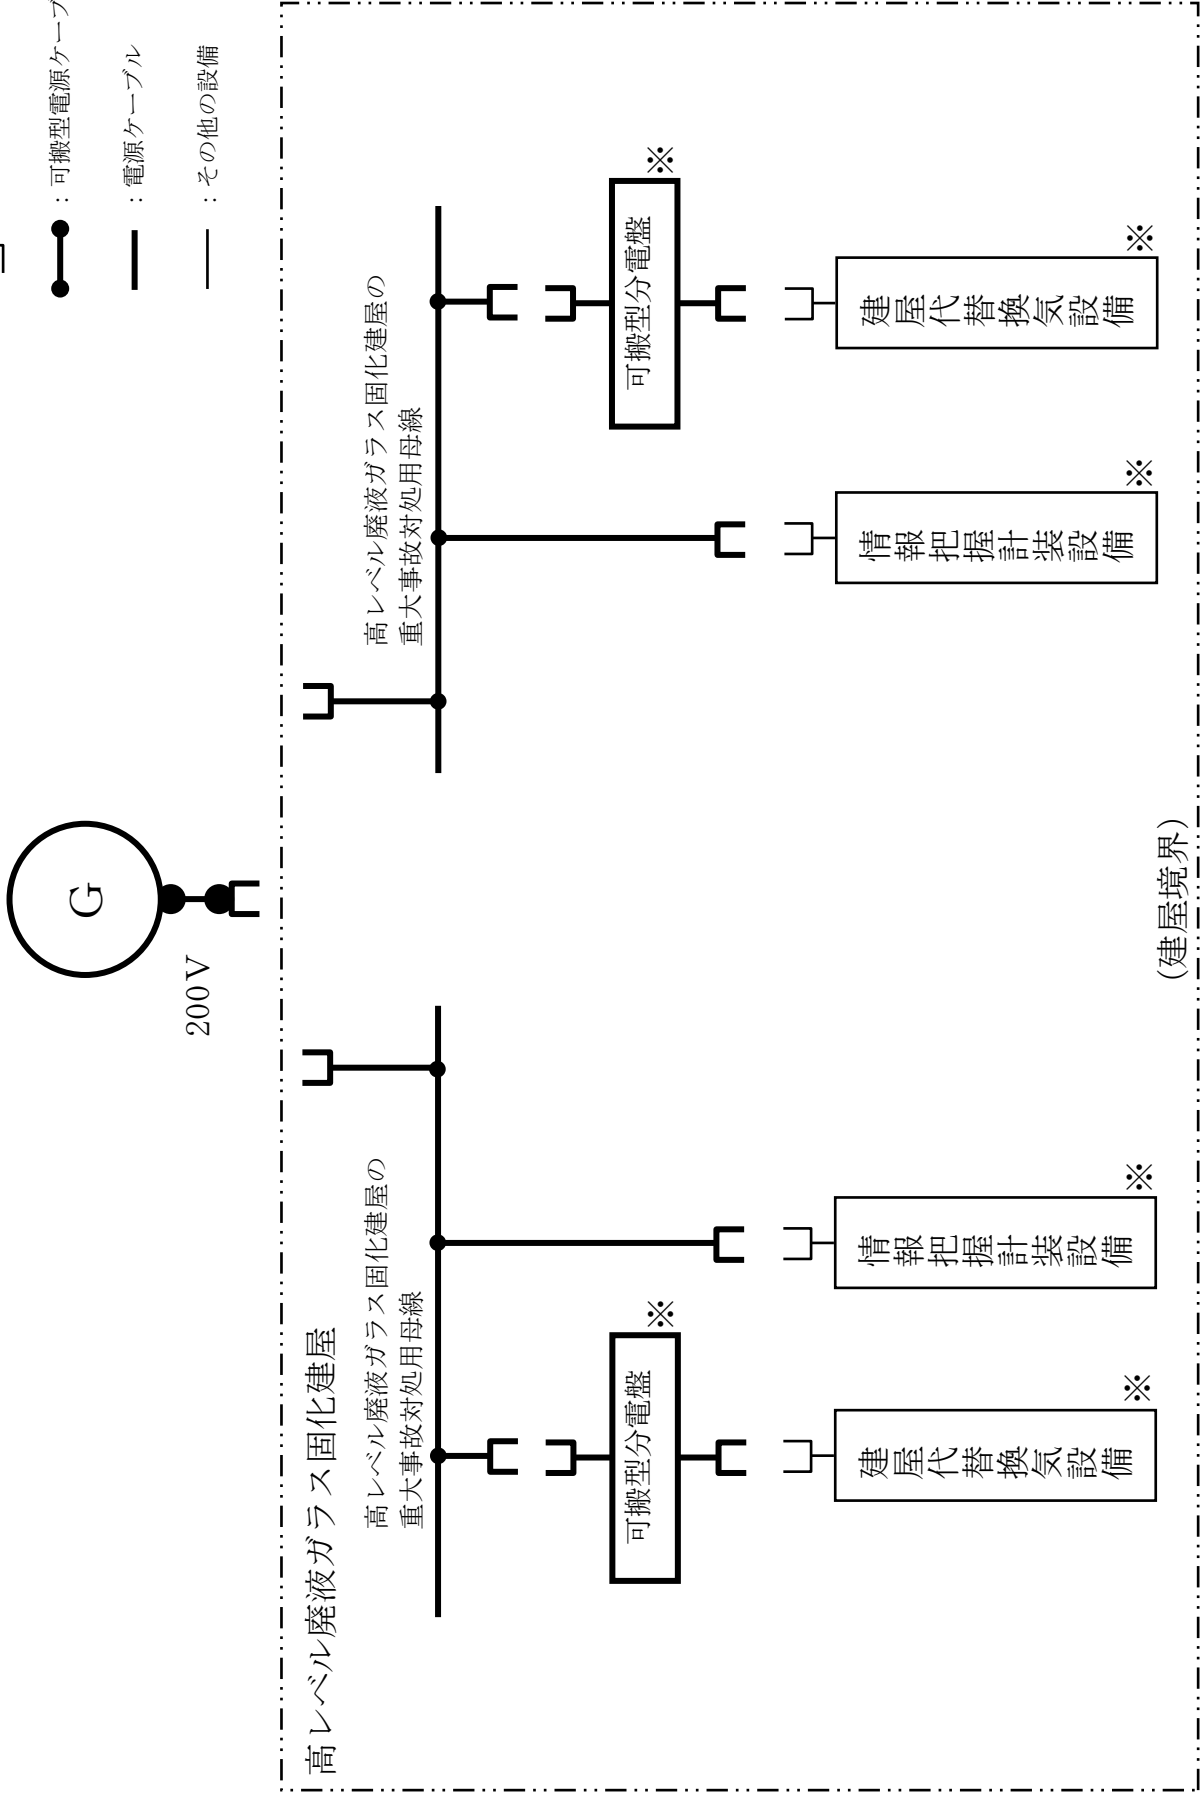 ：可搬型電源ケー
：電源ケーブル
：その他の設備
G
200V
高レベル廃液ガラス固化建屋
高レベル廃液ガラス固化建屋の
重大事故対処用母線
高レベル廃液ガラス固化建屋の
重大事故対処用母線
可搬型分電盤
※
可搬型分電盤
※
建屋代替換気設備
※
情報把握計装設備
※
情報把握計装設備
※
建屋代替換気設備
※
(建屋境界)